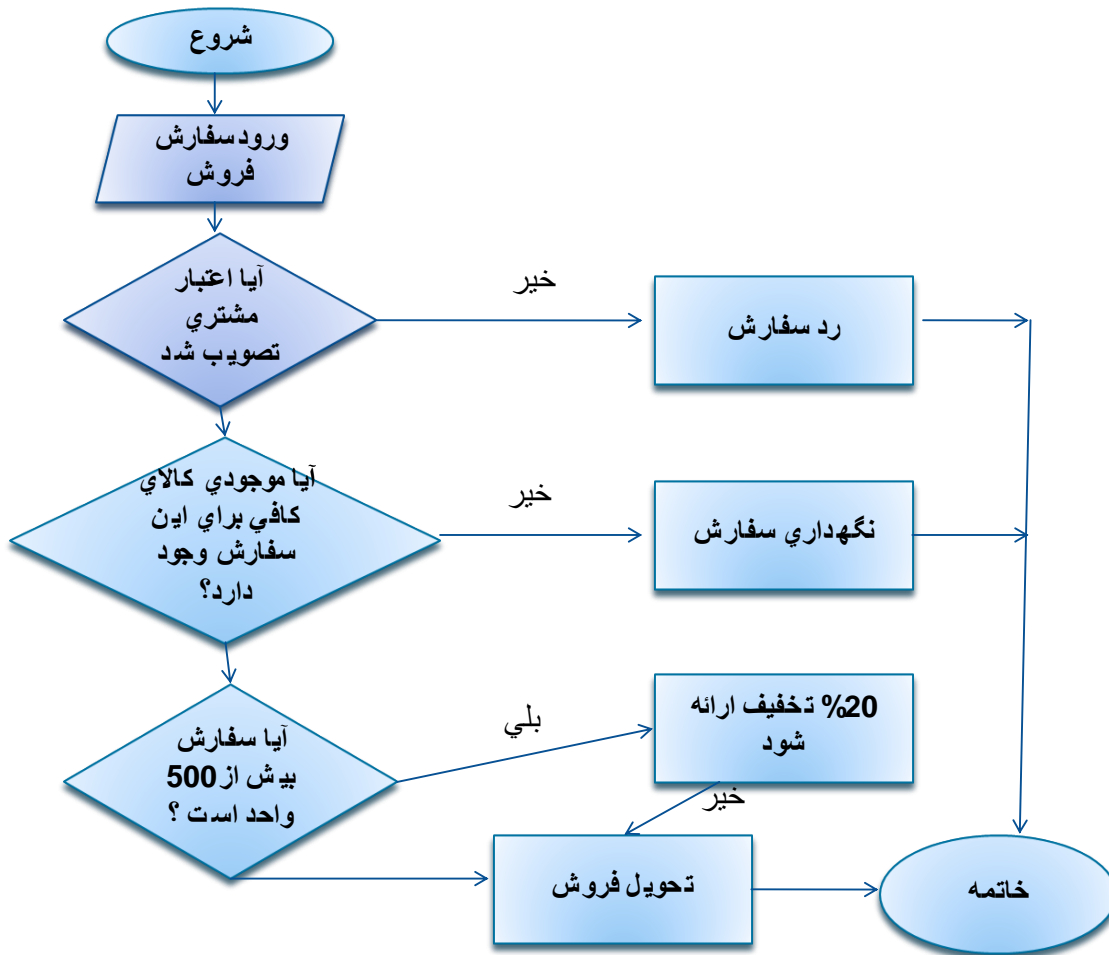 شروع
ورودسفارش
فروش
آيا اعتبار
مشتري
تصويب شد
خير
رد سفارش
آيا موجودي كالاي
كافي براي اين
سفارش وجود
دارد؟
خير
نگهداري سفارش
آيا سفارش
بيش از 500
واحد است ؟
بلي
20% تخفيف ارائه
شود
خير
تحويل فروش
خاتمه